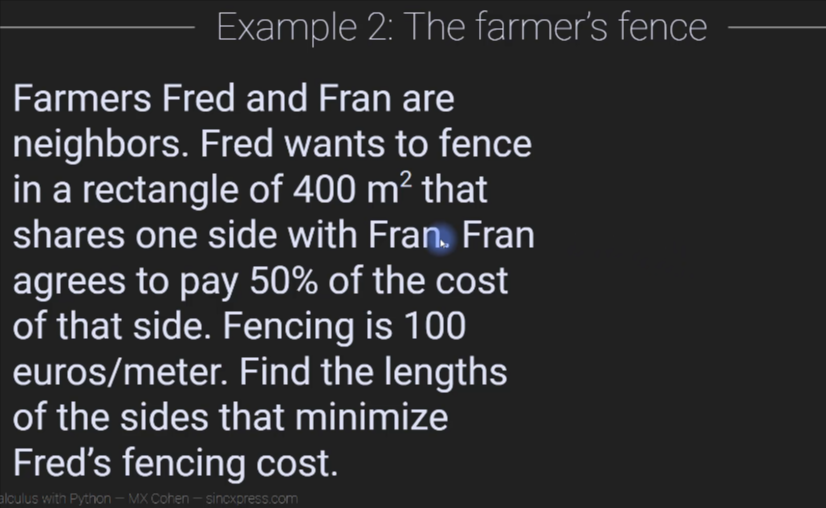 Example 2: The farmer's fence
Farmers Fred and Fran are
neighbors. Fred wants to fence
in a rectangle of 400 m² that
shares one side with Fran. Fran
agrees to pay 50% of the cost
of that side. Fencing is 100
euros/meter. Find the lengths
of the sides that minimize
Fred's fencing cost.
alculus with Python — MX Cohen — sincxpress.com